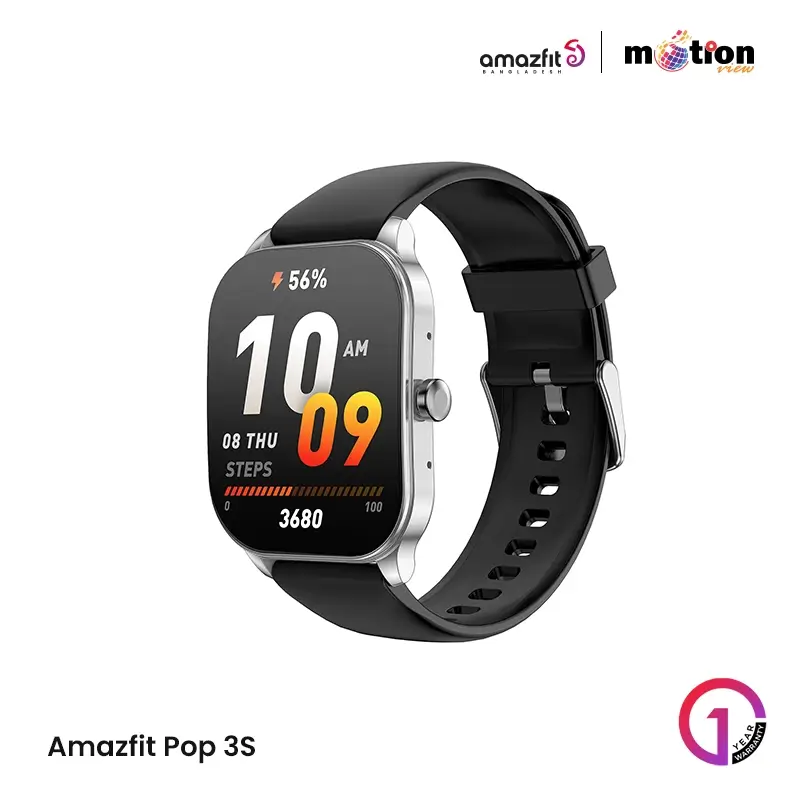 amazfit
BANGLADESH
motion
view
56%
10
AM
09
08 THU
STEPS
0
100
3680
Amazfit Pop 3S
1
YEAR
WARRANTY